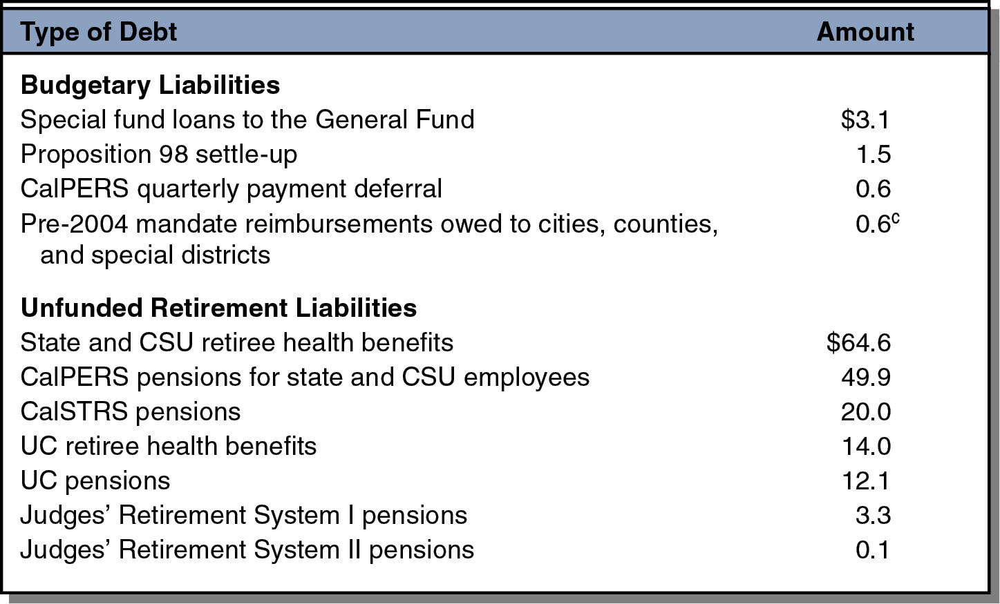 Type of Debt Amount
Budgetary Liabilities
Special fund loans to the General Fund $3.1
Proposition 98 settle-up 1.5
CalPERS quarterly payment deferral 0.6
Pre-2004 mandate reimbursements owed to cities, counties, 0.6c
and special districts
Unfunded Retirement Liabilities
State and CSU retiree health benefits $64.6
CalPERS pensions for state and CSU employees 49.9
CalSTRS pensions 20.0
UC retiree health benefits 14.0
UC pensions 12.1
Judges’ Retirement System I pensions 3.3
Judges’ Retirement System II pensions 0.1